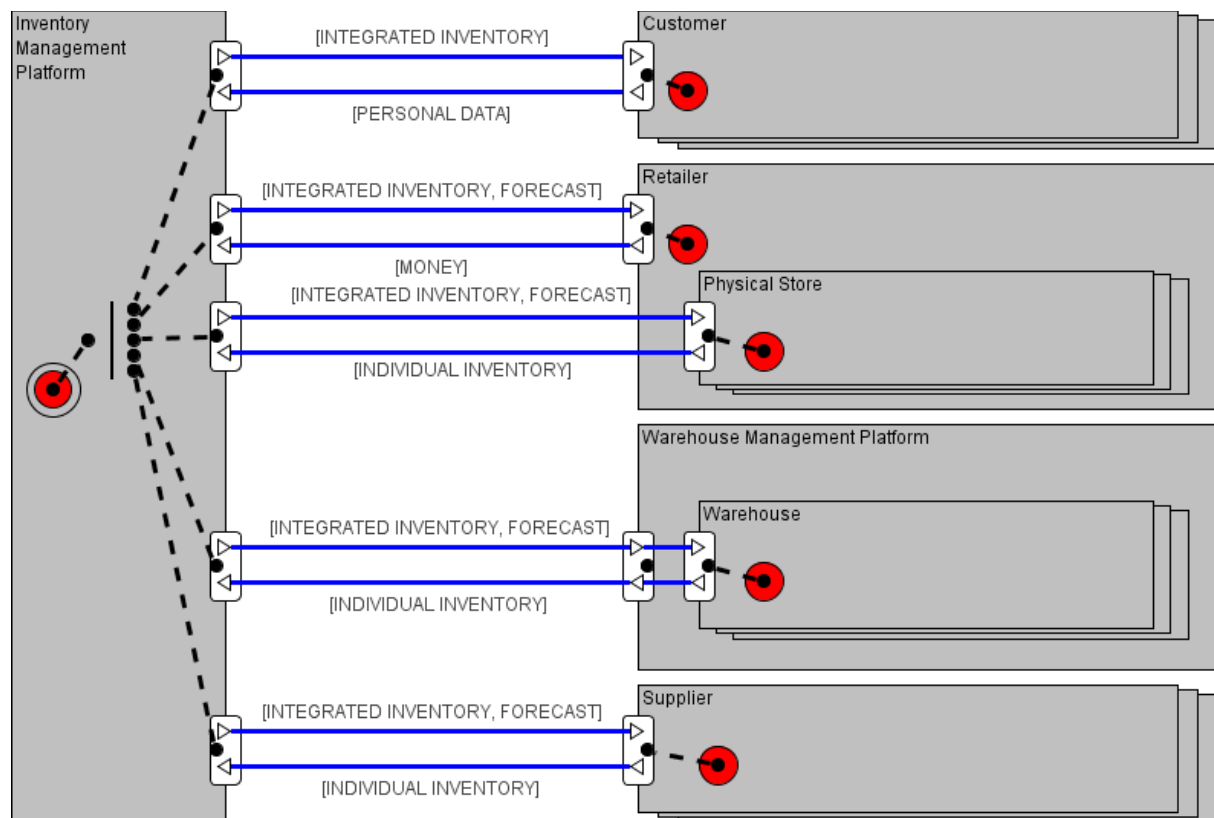 Inventory
Management
Platform
[INTEGRATED INVENTORY]
Customer
[PERSONAL DATA]
[INTEGRATED INVENTORY, FORECAST]
Retailer
[MONEY]
[INTEGRATED INVENTORY, FORECAST]
Physical Store
[INDIVIDUAL INVENTORY]
Warehouse Management Platform
[INTEGRATED INVENTORY, FORECAST]
Warehouse
[INDIVIDUAL INVENTORY]
[INTEGRATED INVENTORY, FORECAST]
Supplier
[INDIVIDUAL INVENTORY]